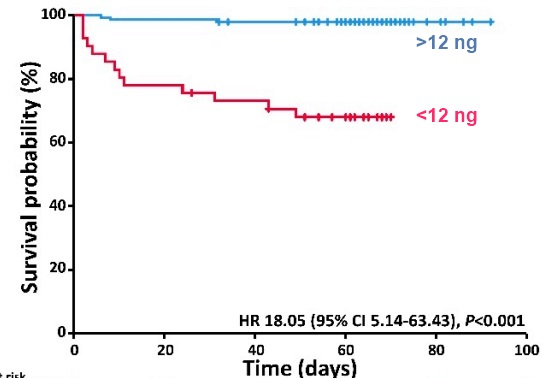 100
80
60
40
20
0
Survival probability (%)
>12 ng
<12 ng
HR 18.05 (95% CI 5.14-63.43), P<0.001
0 20 40 60 80 100
Time (days)
t risk